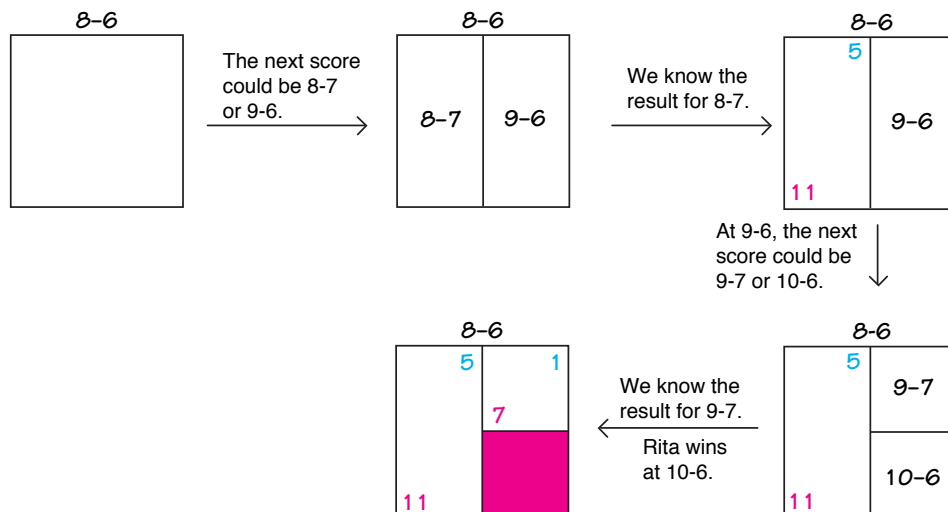 8–6
The next score
could be 8-7
or 9-6.
8–6
8–7
9–6
We know the
result for 8-7.
8–6
5
9–6
11
At 9-6, the next
score could be
9-7 or 10-6.
8–6
5
9–7
10–6
11
We know the
result for 9-7.
Rita wins
at 10-6.
8–6
5
1
7
11